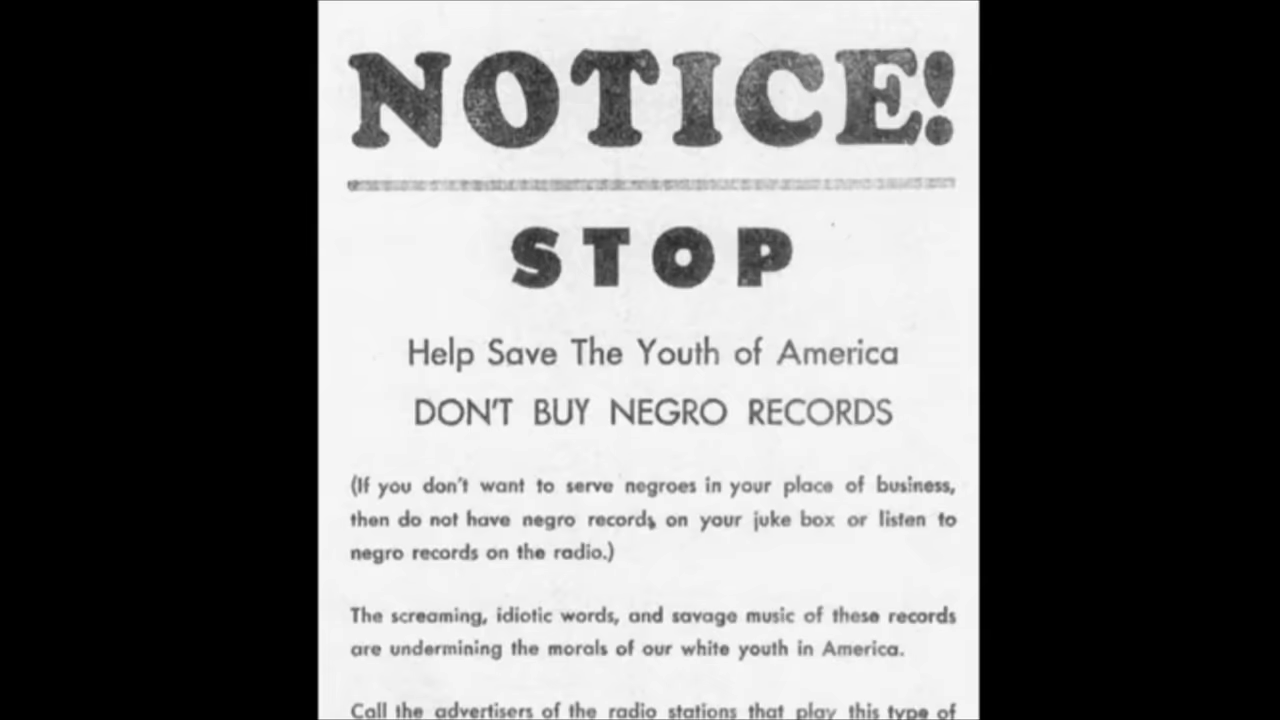 NOTICE!
STOP
Help Save The Youth of America
DON'T BUY NEGRO RECORDS
(If you don't want to serve negroes in your place of business,
then do not have negro records on your juke box or listen to
negro records on the radio.)
The screaming, idiotic words, and savage music of these records
are undermining the morals of our white youth in America.
Call the advertisers of the radio stations that play this type of